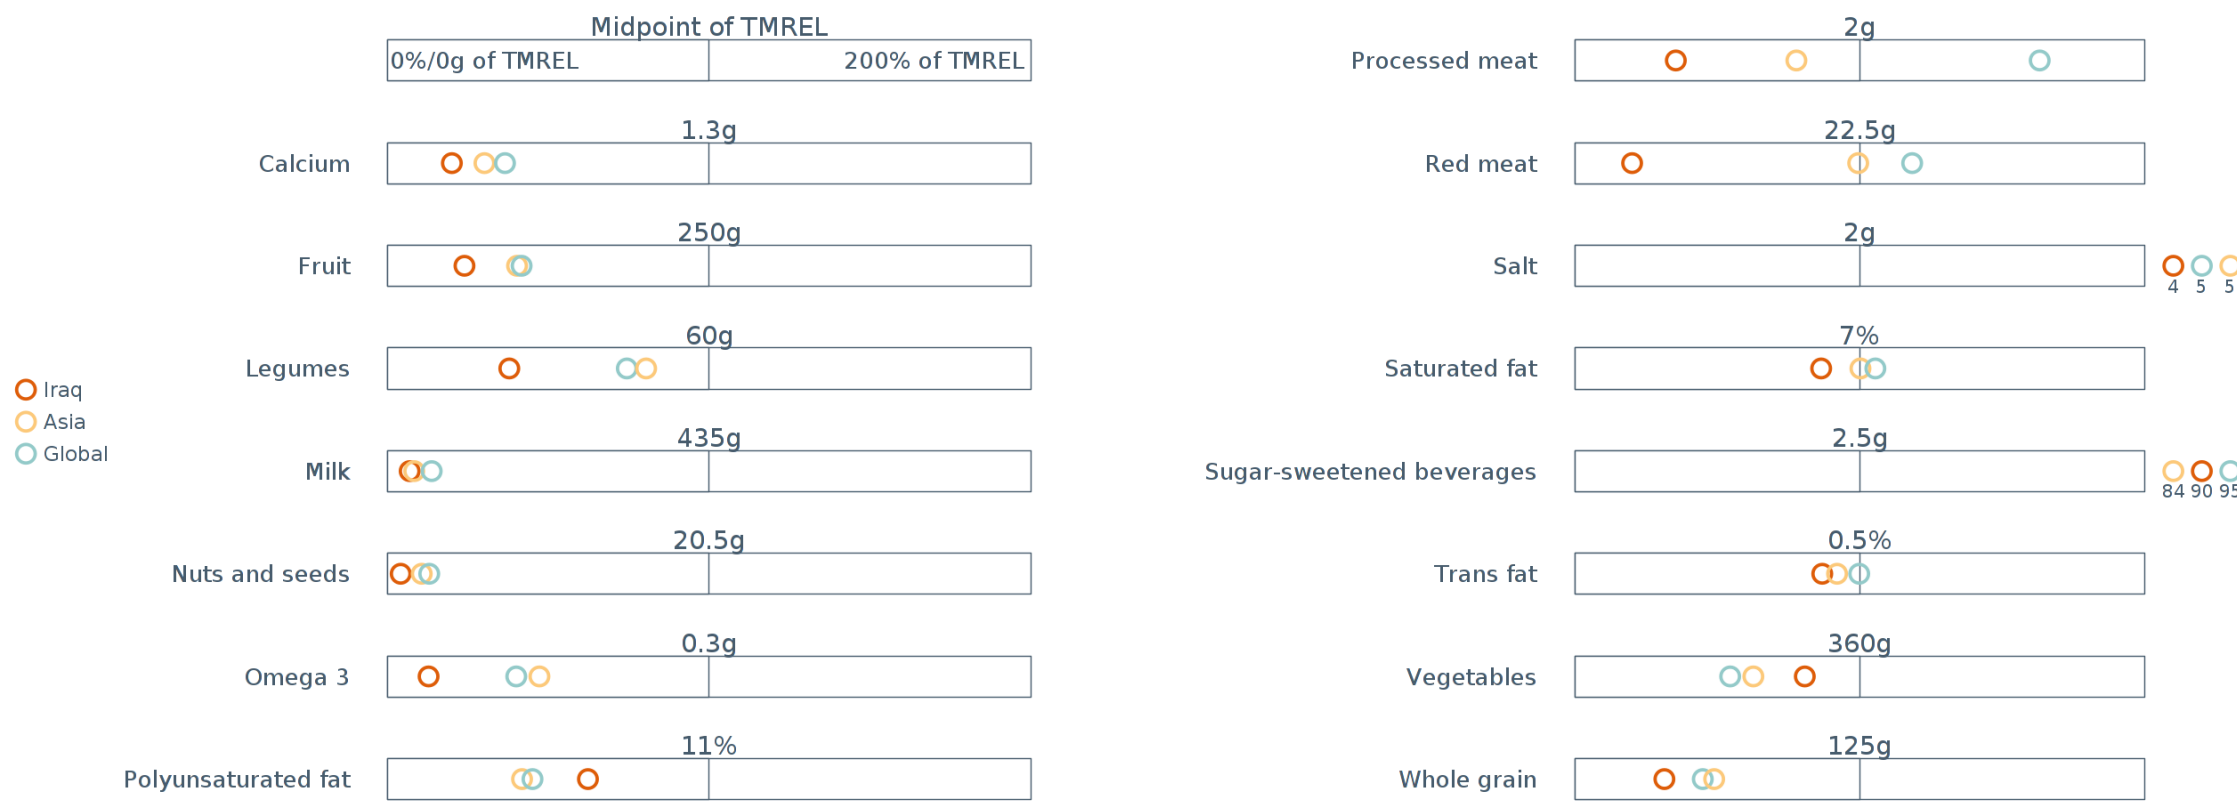 Midpoint of TMREL
0%/0g of TMREL 200% of TMREL
Calcium
1.3g
Fruit
250g
Legumes
60g
Milk
435g
Nuts and seeds
20.5g
Omega 3
0.3g
Polyunsaturated fat
11%
Iraq
Asia
Global
Processed meat
2g
Red meat
22.5g
Salt
2g
4 5 5
Saturated fat
7%
Sugar-sweetened beverages
2.5g
84 90 95
Trans fat
0.5%
Vegetables
360g
Whole grain
125g